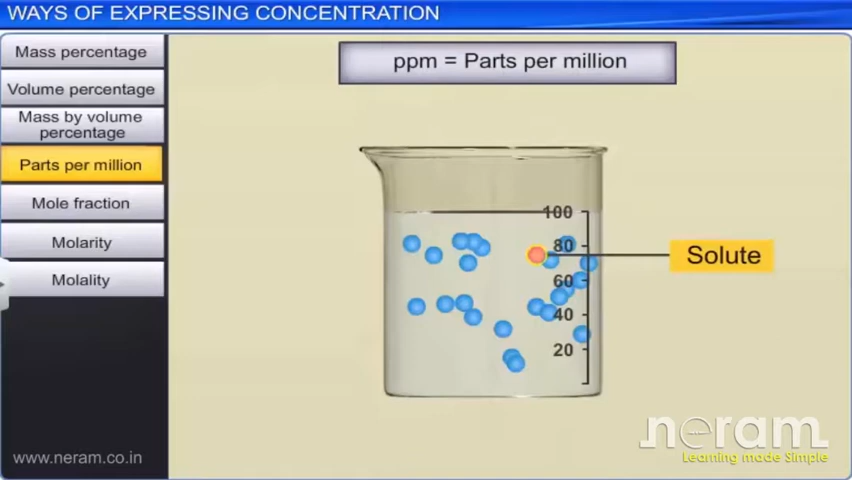 WAYS OF EXPRESSING CONCENTRATION
Mass percentage
Volume percentage
Mass by volume
percentage
Parts per million
Mole fraction
Molarity
Molality
www.neram.co.in
ppm = Parts per million
100
80
60
40
20
Solute
neram
Learning made Simple